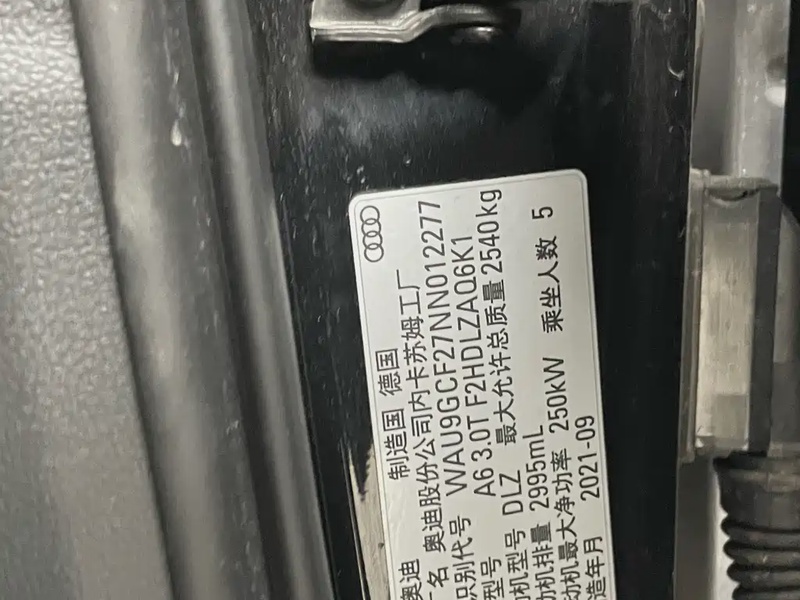 奥迪 制造国 德国
名 奥迪股份公司内卡苏姆工厂
识别代号 WAU9GCF27NN012277
型号 A6 3.0T F2HDLZAQ6K1
机型号 DLZ 最大允许总质量 2540kg
机排量 2995mL
动机最大净功率 250kW 乘坐人数 5
造年月 2021-09